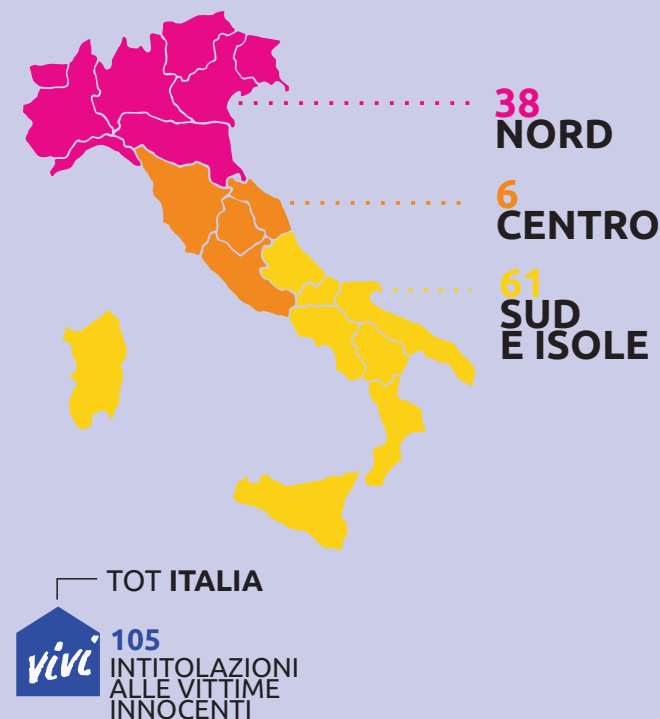 38
NORD
6
CENTRO
61
SUD
E ISOLE
TOT ITALIA
vivi
105
INTITOLAZIONI
ALLE VITTIME
INNOCENTI